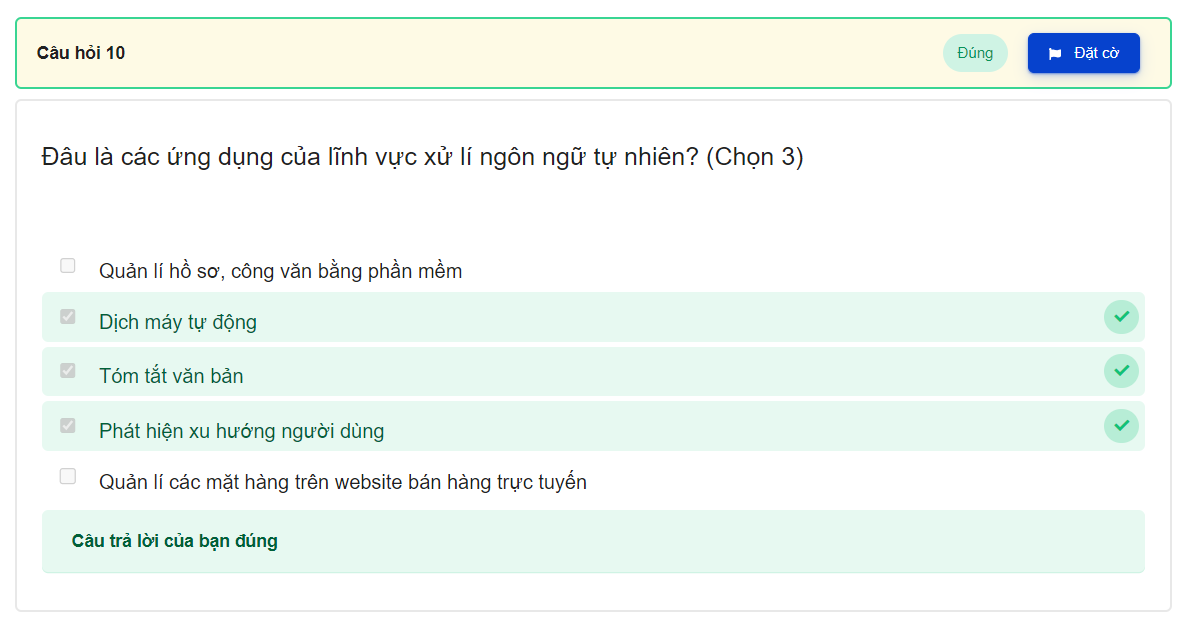 Câu hỏi 10
Đúng
Đặt cờ
Đâu là các ứng dụng của lĩnh vực xử lí ngôn ngữ tự nhiên? (Chọn 3)
Quản lí hồ sơ, công văn bằng phần mềm
Dịch máy tự động
Tóm tắt văn bản
Phát hiện xu hướng người dùng
Quản lí các mặt hàng trên website bán hàng trực tuyến
Câu trả lời của bạn đúng